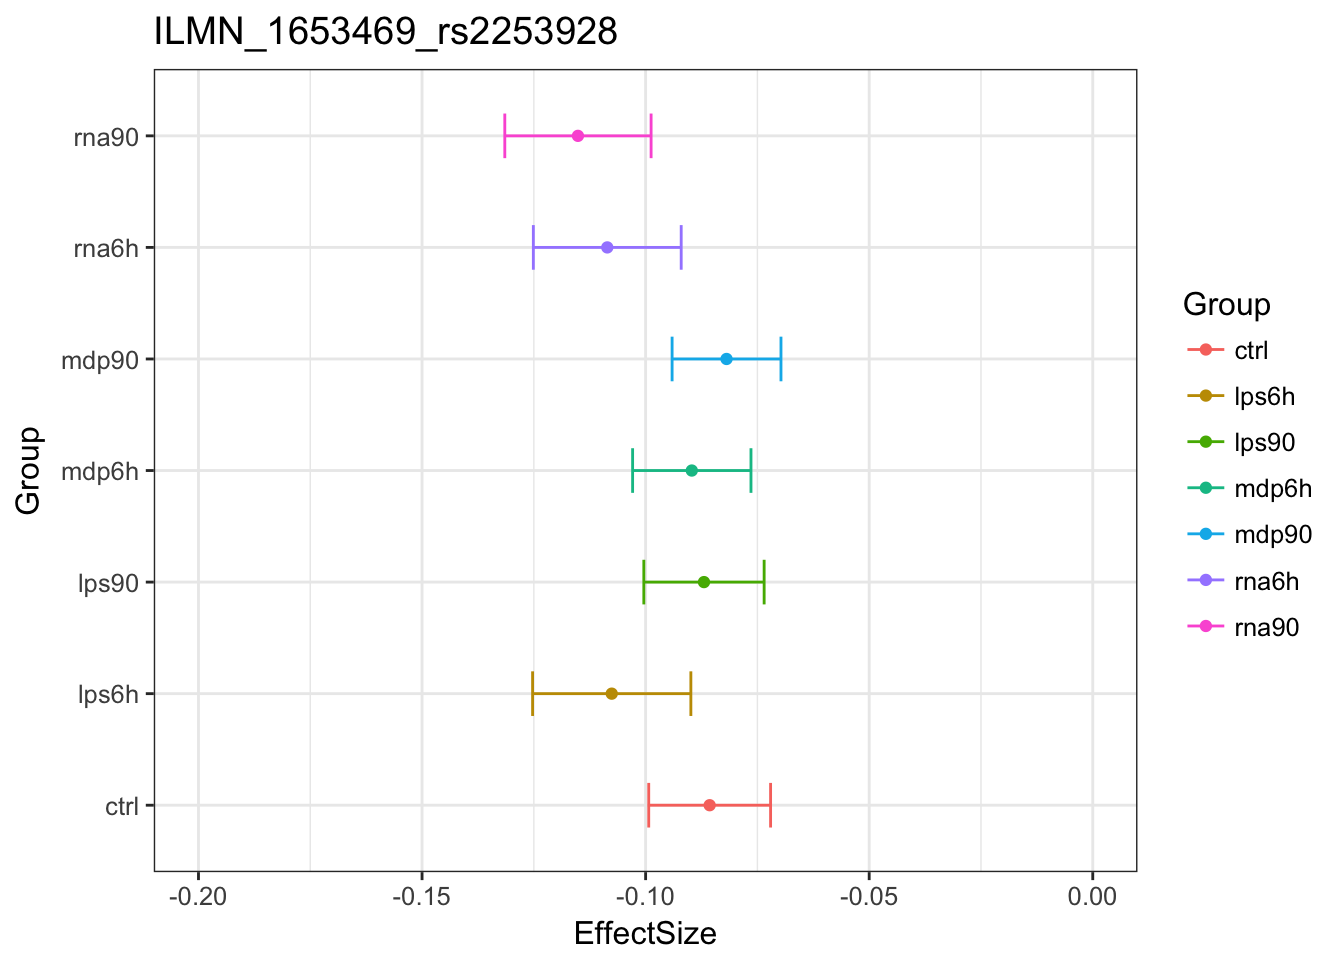 ILMN_1653469_rs2253928
rna90
rna6h
mdp90
mdp6h
lps90
lps6h
ctrl
Group
-0.20 -0.15 -0.10 -0.05 0.00
EffectSize
Group
ctrl
lps6h
lps90
mdp6h
mdp90
rna6h
rna90